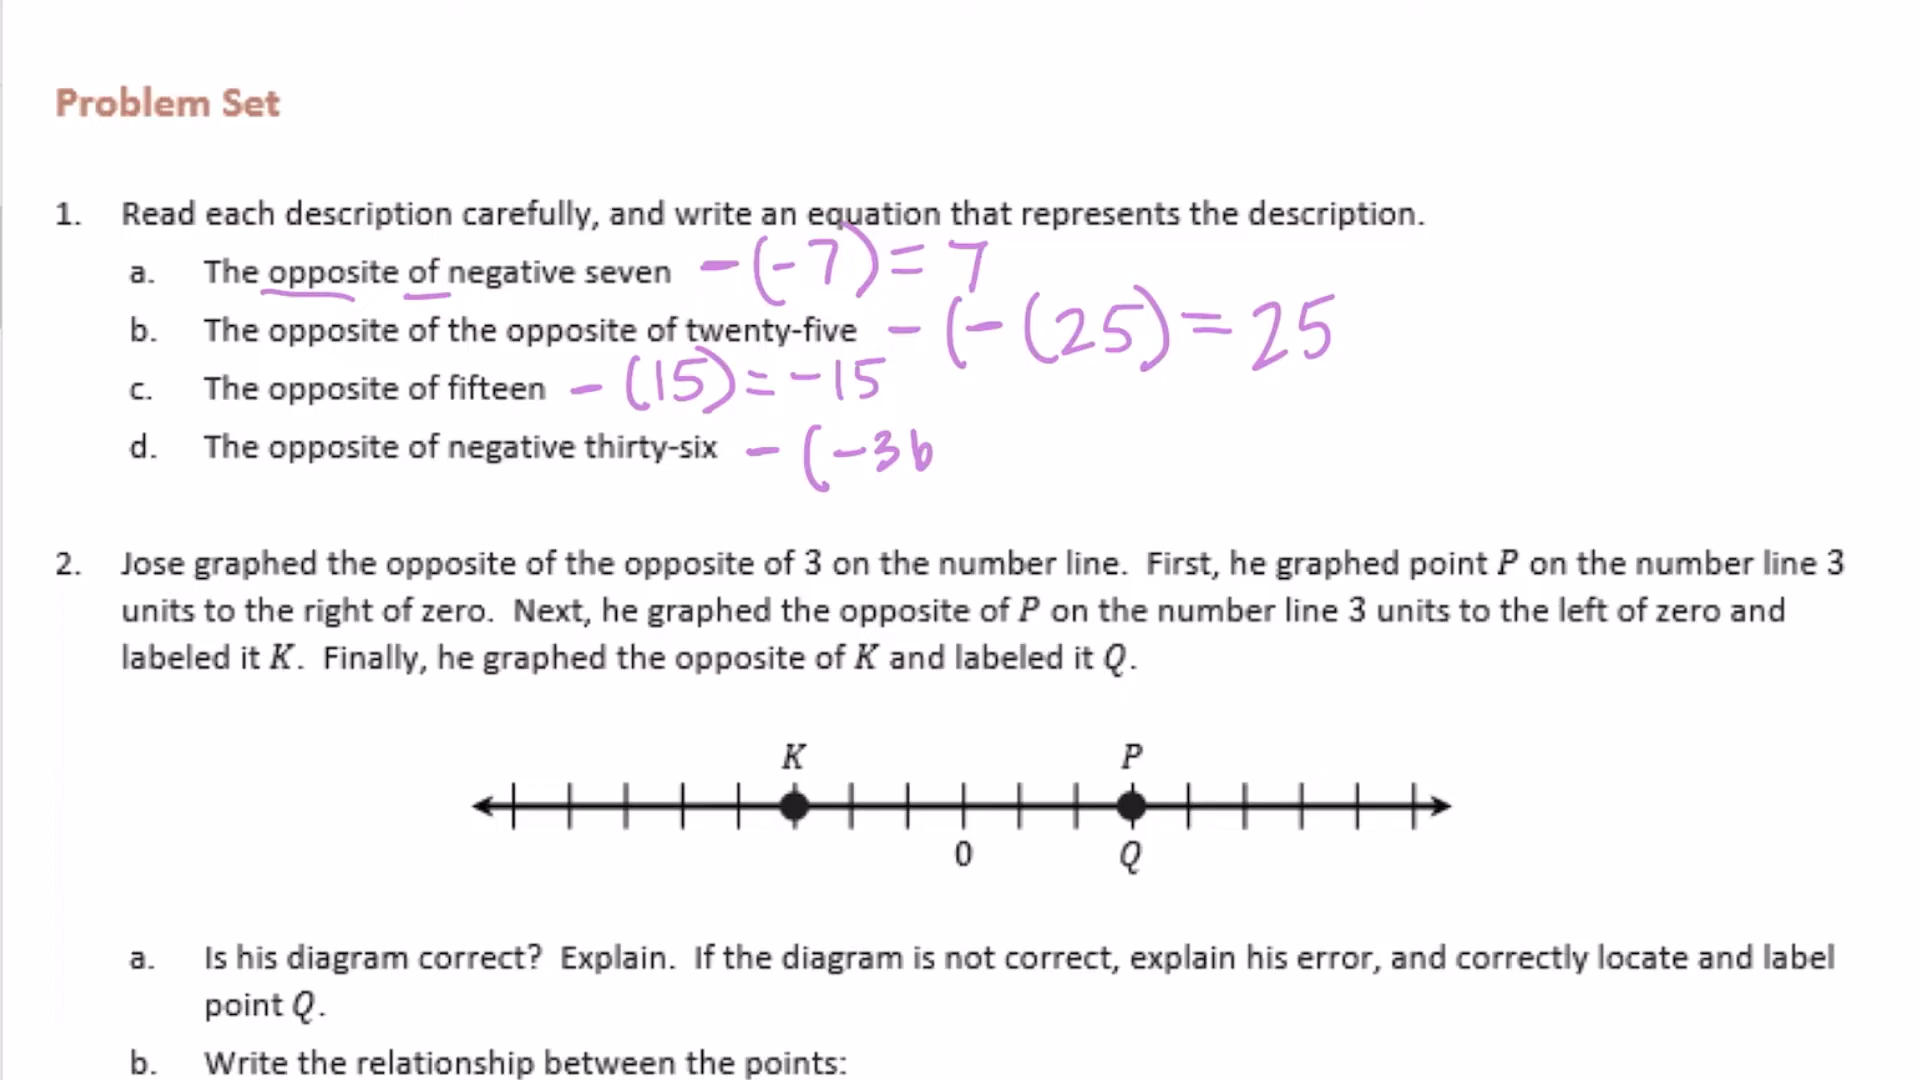 Problem Set
1. Read each description carefully, and write an equation that represents the description.
a. The opposite of negative seven -(-7) = 7
b. The opposite of the opposite of twenty-five -(-(25) = 25
c. The opposite of fifteen -(15) = -15
d. The opposite of negative thirty-six -(-36
2. Jose graphed the opposite of the opposite of 3 on the number line. First, he graphed point P on the number line 3
units to the right of zero. Next, he graphed the opposite of P on the number line 3 units to the left of zero and
labeled it K. Finally, he graphed the opposite of K and labeled it Q.
K P
0 Q
a. Is his diagram correct? Explain. If the diagram is not correct, explain his error, and correctly locate and label
point Q.
b. Write the relationship between the points: